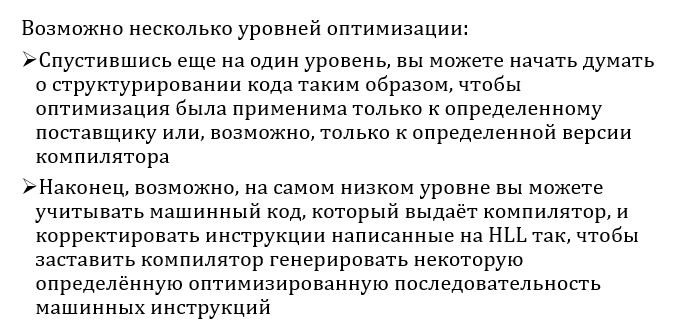 Возможно несколько уровней оптимизации:
➢Спустившись еще на один уровень, вы можете начать думать
о структурировании кода таким образом, чтобы
оптимизация была применима только к определенному
поставщику или, возможно, только к определенной версии
компилятора
➢Наконец, возможно, на самом низком уровне вы можете
учитывать машинный код, который выдаёт компилятор, и
корректировать инструкции написанные на HLL так, чтобы
заставить компилятор генерировать некоторую
определённую оптимизированную последовательность
машинных инструкций